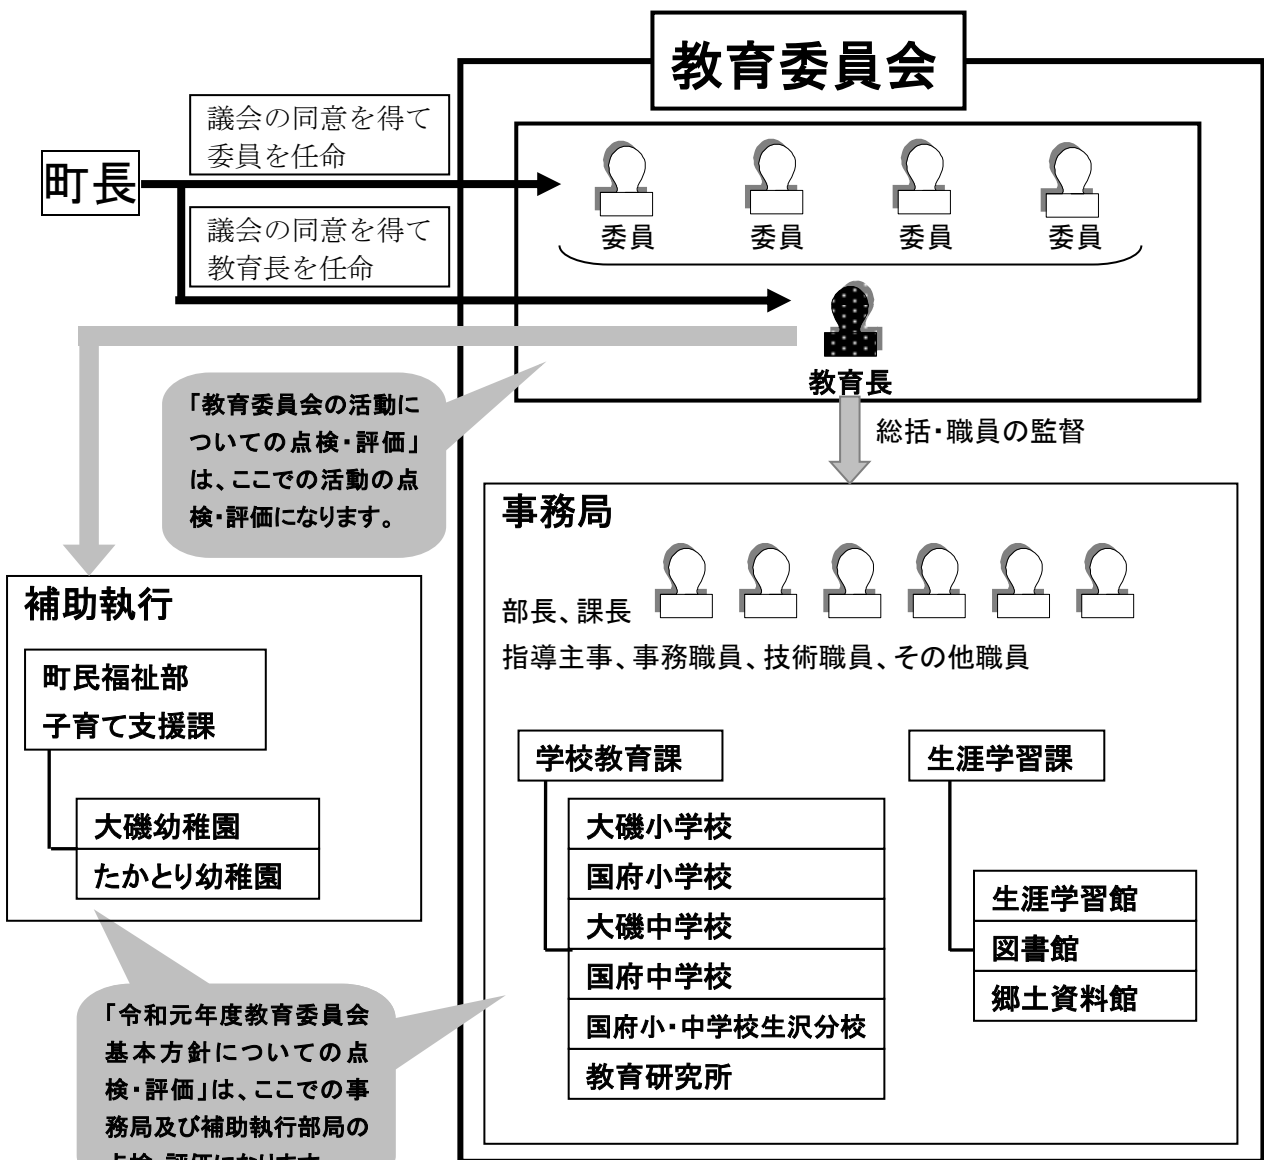 教育委員会
議会の同意を得て
委員を任命
町長
議会の同意を得て
教育長を任命
委員
委員
委員
委員
教育長
総括・職員の監督
「教育委員会の活動に
ついての点検・評価」
は、ここでの活動の点
検・評価になります。
事務局
部長、課長
指導主事、事務職員、技術職員、その他職員
補助執行
町民福祉部
子育て支援課
大磯幼稚園
たかとり幼稚園
学校教育課
大磯小学校
国府小学校
大磯中学校
国府中学校
国府小・中学校生沢分校
教育研究所
生涯学習課
生涯学習館
図書館
郷土資料館
「令和元年度教育委員会
基本方針についての点
検・評価」は、ここでの事
務局及び補助執行部局の
点検・評価になります